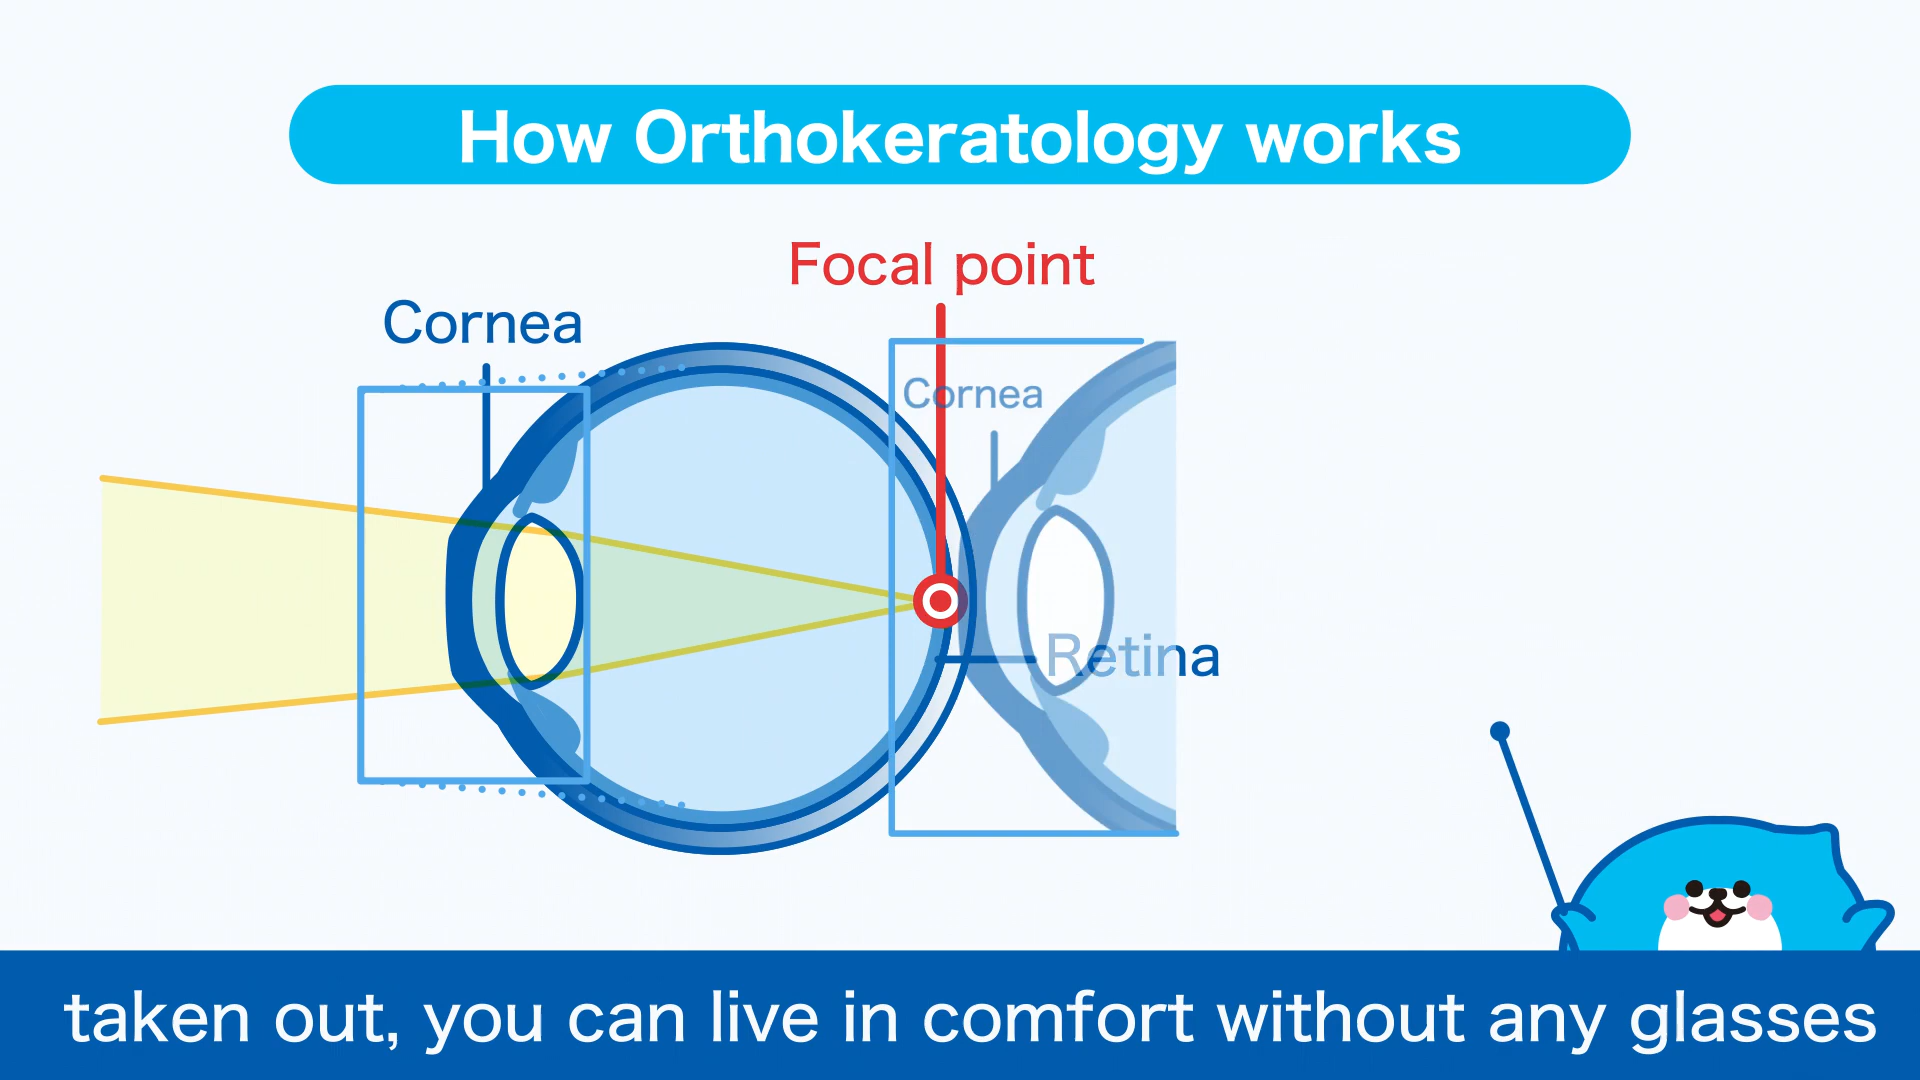 How Orthokeratology works
Focal point
Cornea
Cornea
Retina
taken out, you can live in comfort without any glasses